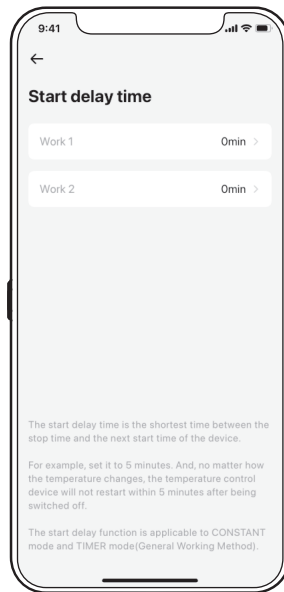 9:41
Start delay time
Work 1 0min
Work 2 0min
The start delay time is the shortest time between the
stop time and the next start time of the device.
For example, set it to 5 minutes. And, no matter how
the temperature changes, the temperature control
device will not restart within 5 minutes after being
switched off.
The start delay function is applicable to CONSTANT
mode and TIMER mode(General Working Method).